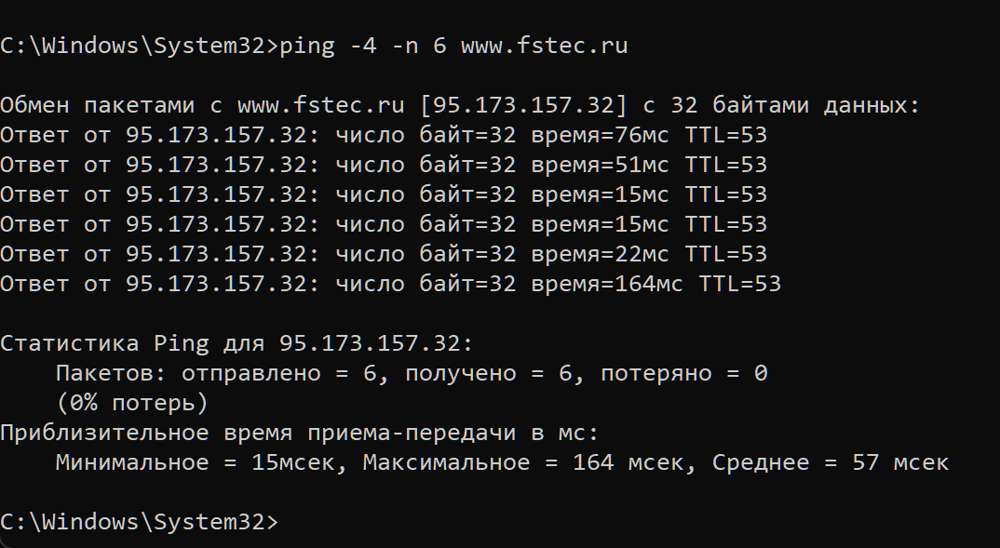 C:\Windows\System32>ping -4 -n 6 www.fstec.ru
Обмен пакетами с www.fstec.ru [95.173.157.32] с 32 байтами данных:
Ответ от 95.173.157.32: число байт=32 время=76мс TTL=53
Ответ от 95.173.157.32: число байт=32 время=51мс TTL=53
Ответ от 95.173.157.32: число байт=32 время=15мс TTL=53
Ответ от 95.173.157.32: число байт=32 время=15мс TTL=53
Ответ от 95.173.157.32: число байт=32 время=22мс TTL=53
Ответ от 95.173.157.32: число байт=32 время=164мс TTL=53
Статистика Ping для 95.173.157.32:
    Пакетов: отправлено = 6, получено = 6, потеряно = 0
    (0% потерь)
Приблизительное время приема-передачи в мс:
    Минимальное = 15мсек, Максимальное = 164 мсек, Среднее = 57 мсек
C:\Windows\System32>